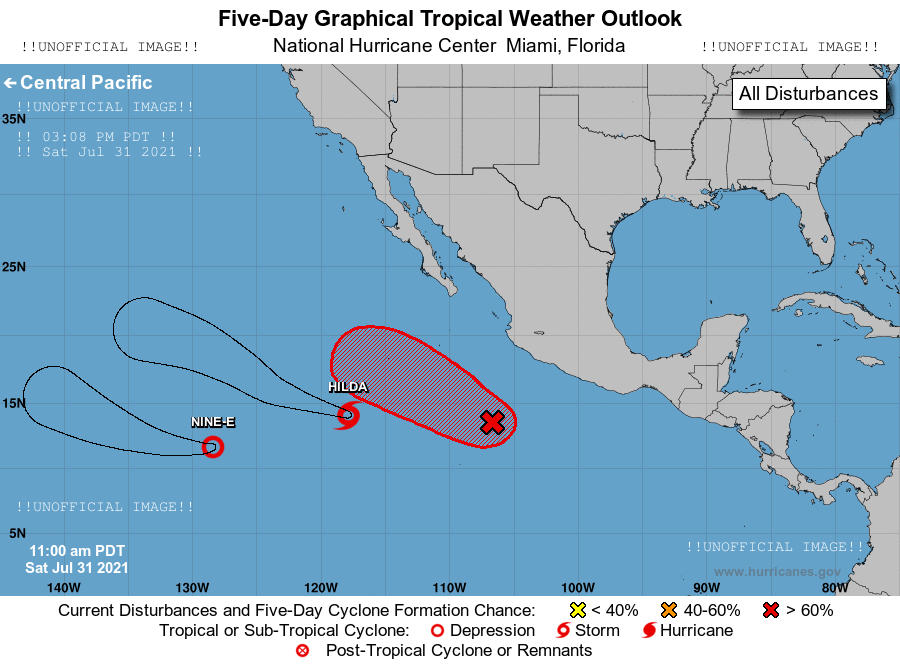 Five-Day Graphical Tropical Weather Outlook
!!UNOFFICIAL IMAGE!! National Hurricane Center Miami, Florida !!UNOFFICIAL IMAGE!!
← Central Pacific
All Disturbances
!!UNOFFICIAL IMAGE!!
35N
!! 03:08 PM PDT !!
!! Sat Jul 31 2021 !!
25N
HILDA
15N
NINE-E
!!UNOFFICIAL IMAGE!!
5N
11:00 am PDT
Sat Jul 31 2021
!!UNOFFICIAL IMAGE!!
www.hurricanes.gov
140W 130W 120W 110W 100W 90W 80W
Current Disturbances and Five-Day Cyclone Formation Chance: < 40% 40-60% > 60%
Tropical or Sub-Tropical Cyclone: Depression Storm Hurricane
Post-Tropical Cyclone or Remnants